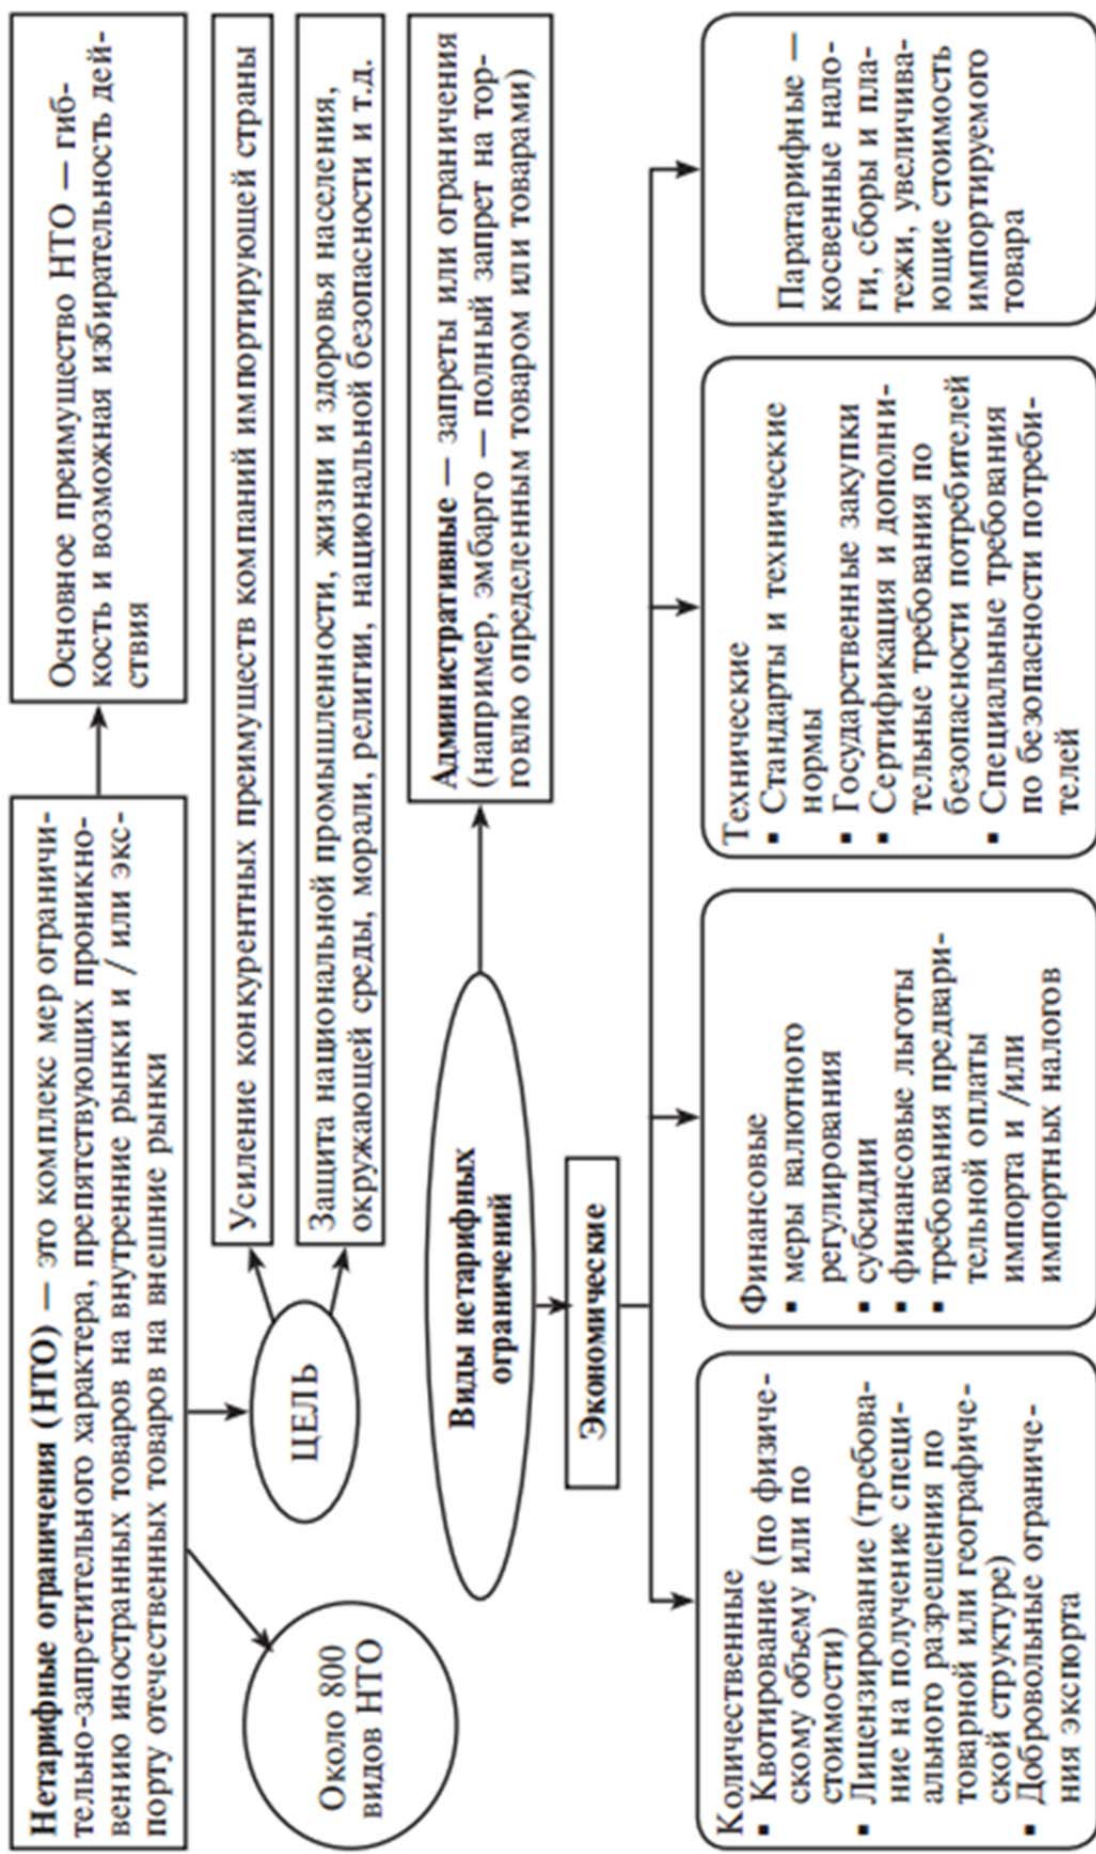 Нетарифные ограничения (НТО) — это комплекс мер ограничи-
тельно-запретительного характера, препятствующих проникно-
вению иностранных товаров на внутренние рынки и / или экс-
порту отечественных товаров на внешние рынки
Основное преимущество НТО — гиб-
кость и возможная избирательность дей-
ствия
Около 800
видов НТО
ЦЕЛЬ
Усиление конкурентных преимуществ компаний импортирующей страны
Защита национальной промышленности, жизни и здоровья населения,
окружающей среды, морали, религии, национальной безопасности и т.д.
Виды нетарифных
ограничений
Административные — запреты или ограничения
(например, эмбарго — полный запрет на тор-
говлю определенным товаром или товарами)
Экономические
Количественные
▪ Квотирование (по физиче-
скому объему или по
стоимости)
▪ Лицензирование (требова-
ние на получение специ-
ального разрешения по
товарной или географиче-
ской структуре)
▪ Добровольные ограниче-
ния экспорта
Финансовые
▪ меры валютного
регулирования
▪ субсидии
▪ финансовые льготы
▪ требования предвари-
тельной оплаты
импорта и /или
импортных налогов
Технические
▪ Стандарты и технические
нормы
▪ Государственные закупки
▪ Сертификация и дополни-
тельные требования по
безопасности потребителей
▪ Специальные требования
по безопасности потреби-
телей
Паратарифные —
косвенные нало-
ги, сборы и пла-
тежи, увеличива-
ющие стоимость
импортируемого
товара